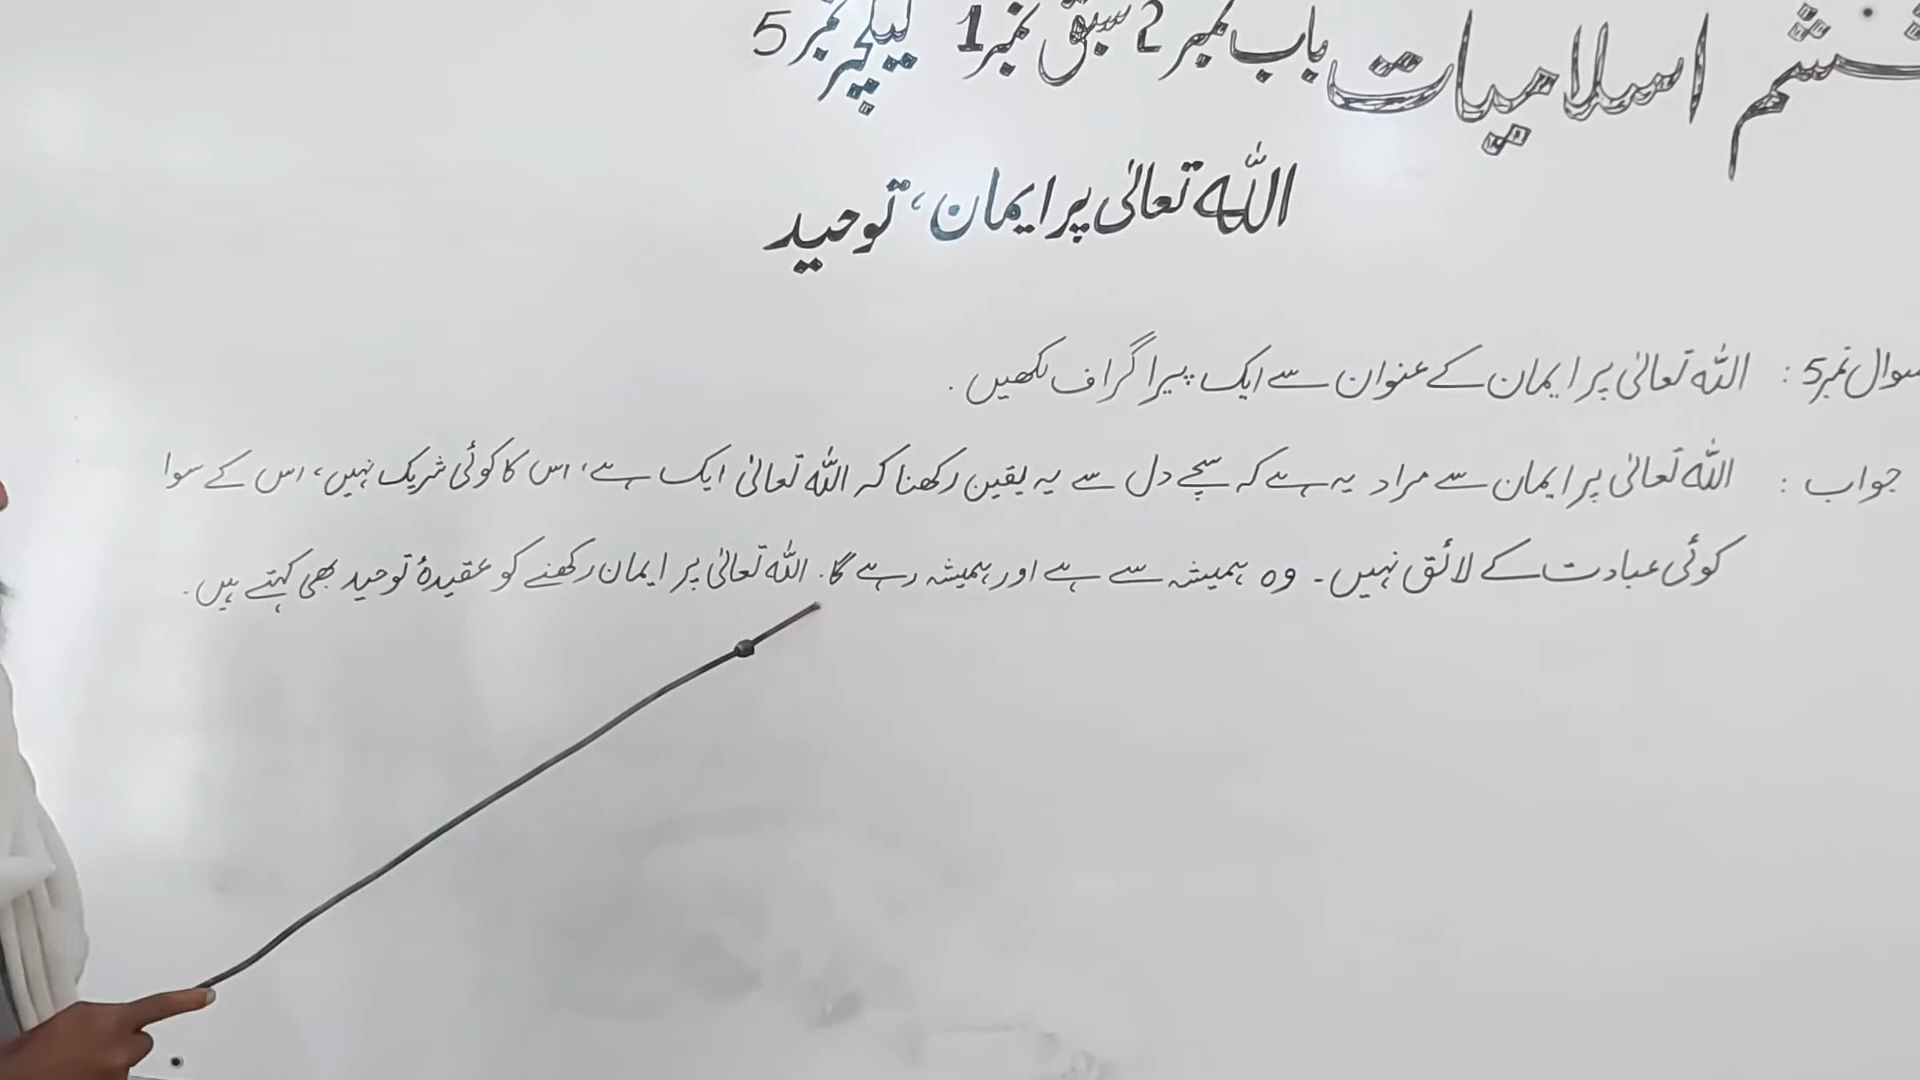 ششم اسلامیات باب نمبر 2 سبق نمبر 1 لیکچر نمبر 5
اللہ تعالیٰ پر ایمان، توحید
سوال نمبر 5 : اللہ تعالیٰ پر ایمان کے عنوان سے ایک پیرا گراف لکھیں ۔
جواب : اللہ تعالیٰ پر ایمان سے مراد یہ ہے کہ سچے دل سے یہ یقین رکھنا کہ اللہ تعالیٰ ایک ہے، اس کا کوئی شریک نہیں، اس کے سوا
کوئی عبادت کے لائق نہیں۔ وہ ہمیشہ سے ہے اور ہمیشہ رہے گا۔ اللہ تعالیٰ پر ایمان رکھنے کو عقیدۂ توحید بھی کہتے ہیں۔